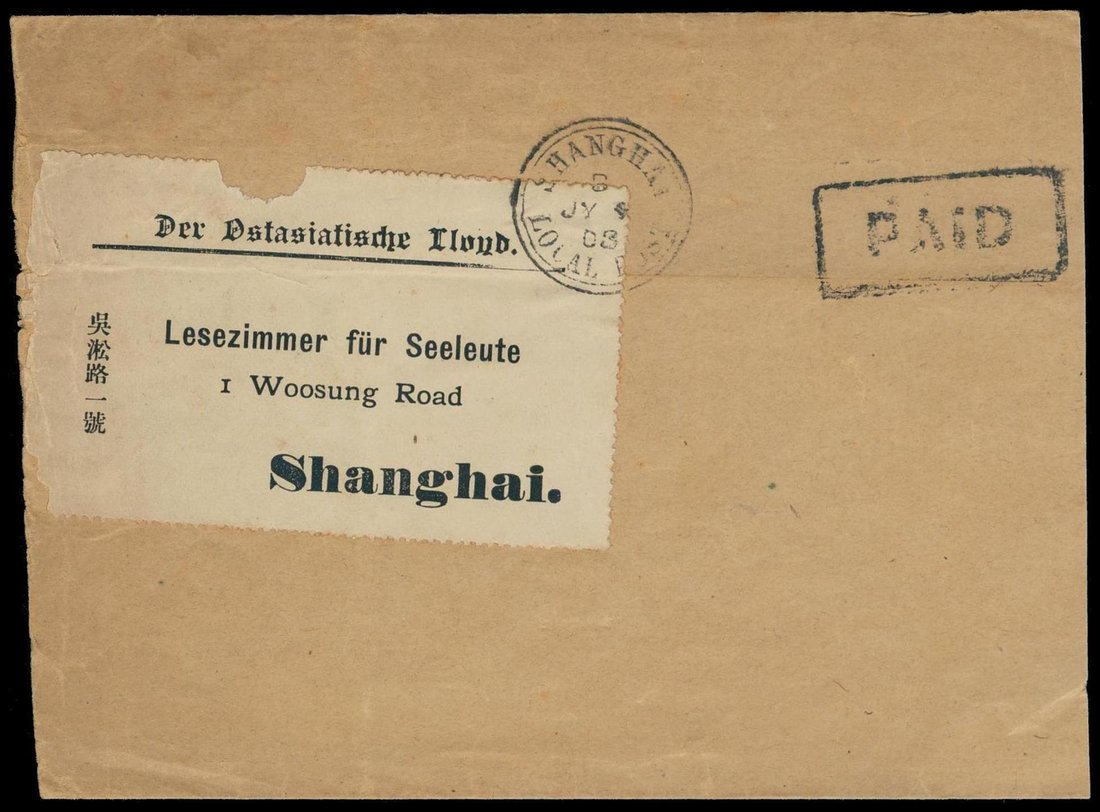 Der Ostasiatische Lloyd.
Lesezimmer für Seeleute
1 Woosung Road
Shanghai.
吳淞路一號
SHANGHAI
LOCAL POST
JY
08
PAID